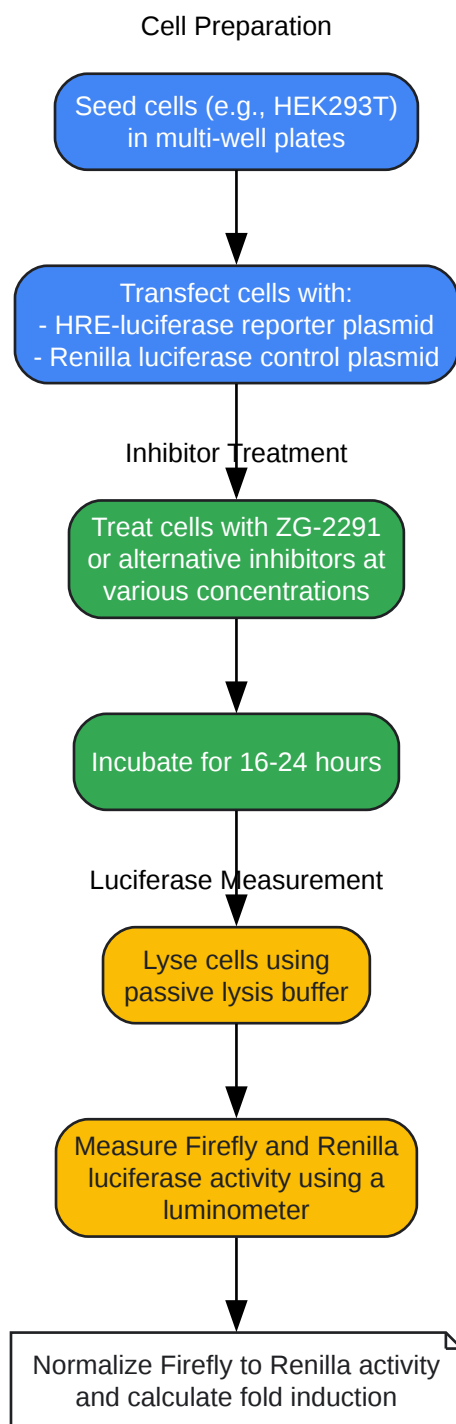 Cell Preparation
Seed cells (e.g., HEK293T)
in multi-well plates
Transfect cells with:
- HRE-luciferase reporter plasmid
- Renilla luciferase control plasmid
Inhibitor Treatment
Treat cells with ZG-2291
or alternative inhibitors at
various concentrations
Incubate for 16-24 hours
Luciferase Measurement
Lyse cells using
passive lysis buffer
Measure Firefly and Renilla
luciferase activity using a
luminometer
Normalize Firefly to Renilla activity
and calculate fold induction